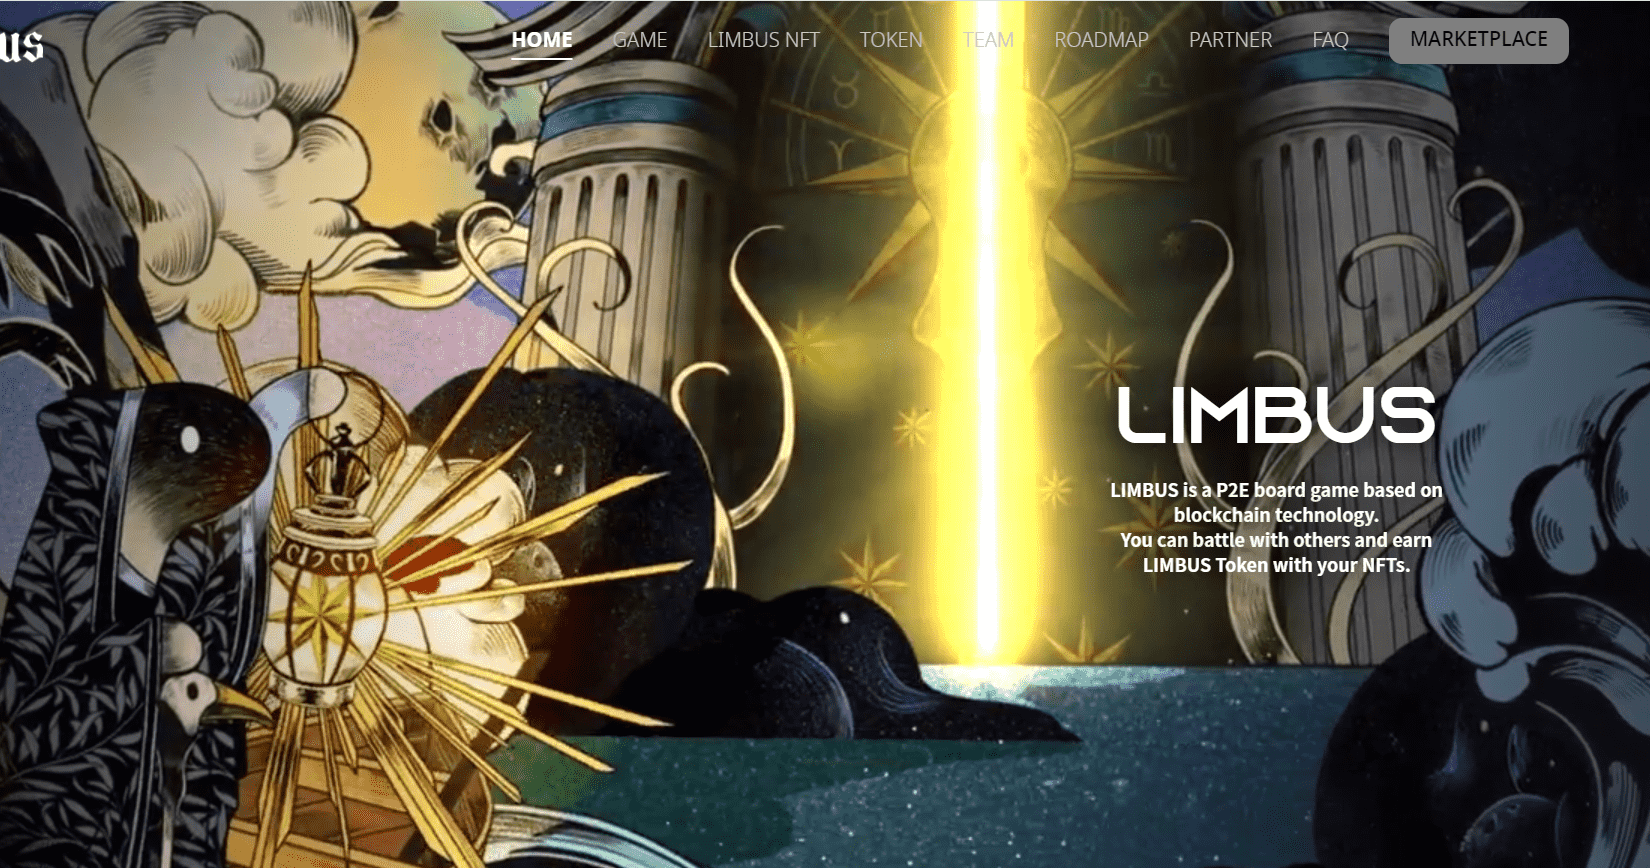 us
HOME GAME LIMBUS NFT TOKEN TEAM ROADMAP PARTNER FAQ MARKETPLACE
LIMBUS
LIMBUS is a P2E board game based on
blockchain technology.
You can battle with others and earn
LIMBUS Token with your NFTs.